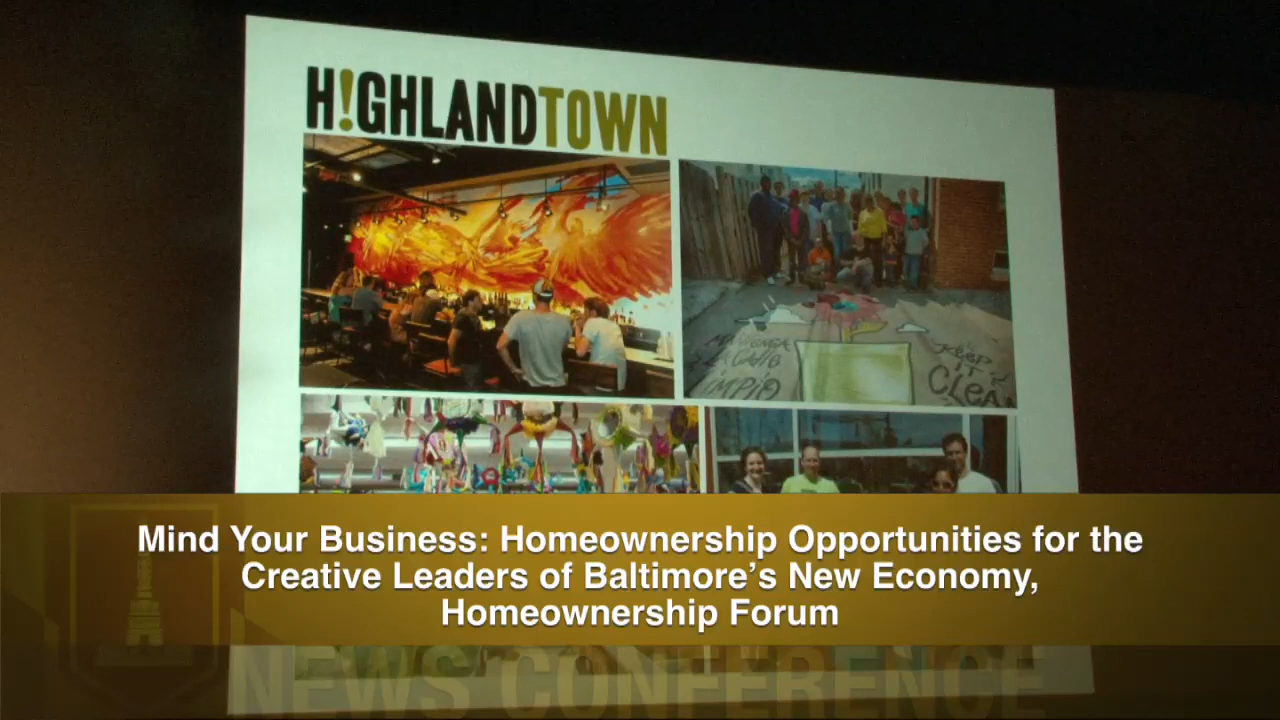 H!GHLANDTOWN
KEEP
IT
CLEA
Mind Your Business: Homeownership Opportunities for the
Creative Leaders of Baltimore’s New Economy,
Homeownership Forum
NEWS CONFERENCE